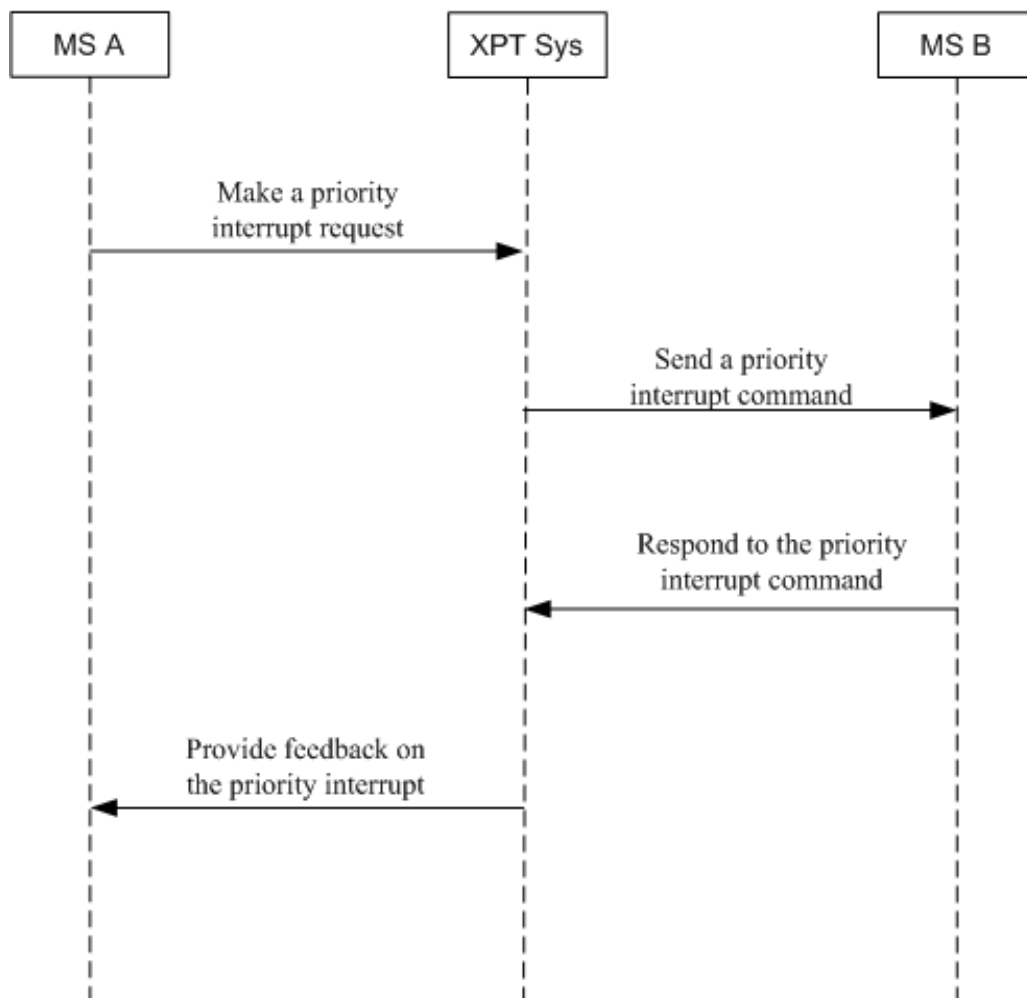 MS A
XPT Sys
MS B
Make a priority
interrupt request
Send a priority
interrupt command
Respond to the priority
interrupt command
Provide feedback on
the priority interrupt